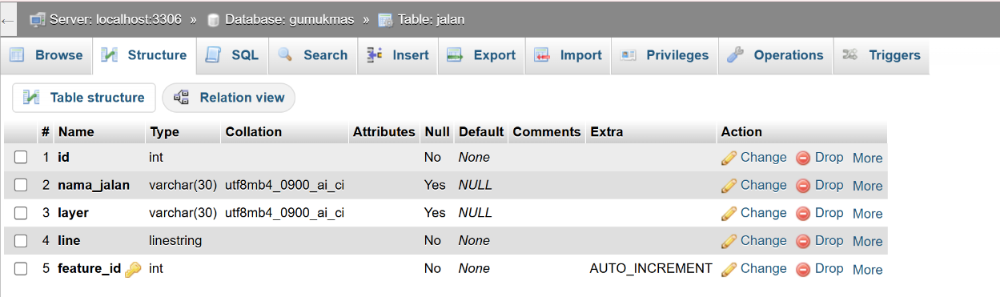 ← Server: localhost:3306 » Database: gumukmas » Table: jalan
Browse Structure SQL Search Insert Export Import Privileges Operations Triggers
Table structure Relation view
# Name Type Collation Attributes Null Default Comments Extra Action
1 id int No None Change Drop More
2 nama_jalan varchar(30) utf8mb4_0900_ai_ci Yes NULL Change Drop More
3 layer varchar(30) utf8mb4_0900_ai_ci Yes NULL Change Drop More
4 line linestring No None Change Drop More
5 feature_id int No None AUTO_INCREMENT Change Drop More